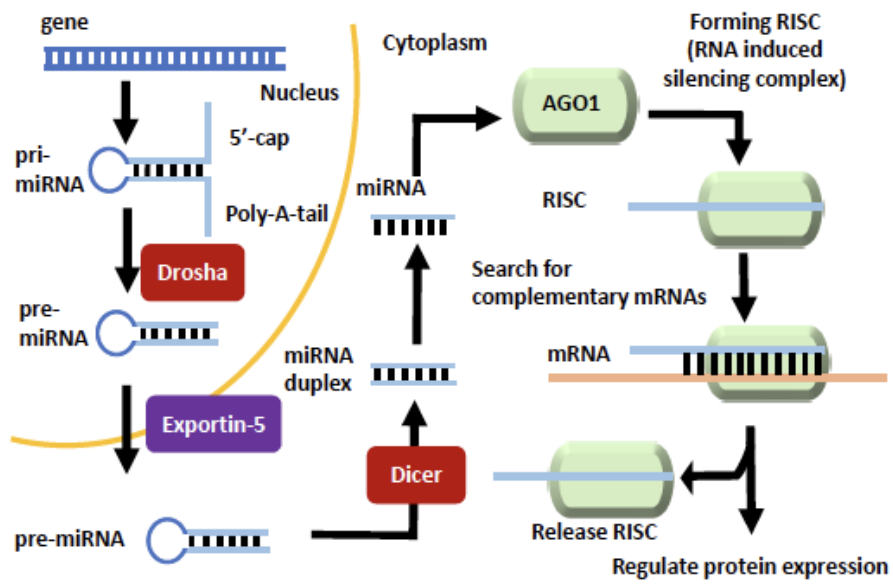 gene
Nucleus
5’-cap
pri-
miRNA
Poly-A-tail
Drosha
pre-
miRNA
Exportin-5
pre-miRNA
Dicer
miRNA
duplex
miRNA
Cytoplasm
AGO1
Forming RISC
(RNA induced
silencing complex)
RISC
Search for
complementary mRNAs
mRNA
Release RISC
Regulate protein expression